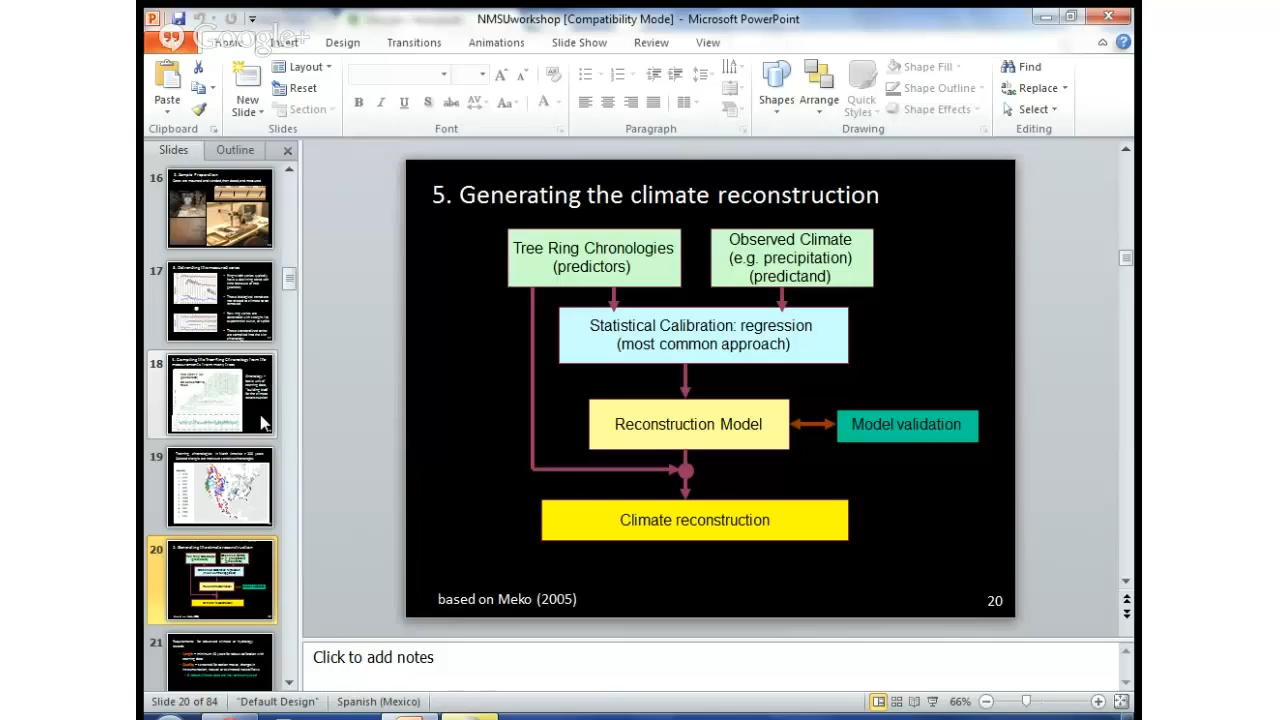 NMSUworkshop [Compatibility Mode] - Microsoft PowerPoint
Google+
Insert
Design
Transitions
Animations
Slide Show
Review
View
Paste
New
Slide
Layout
Reset
Section
Shapes
Arrange
Quick
Styles
Shape Fill
Shape Outline
Shape Effects
Find
Replace
Select
Clipboard
Slides
Font
Paragraph
Drawing
Editing
Slides
Outline
16
17
18
19
20
21
5. Generating the climate reconstruction
Tree Ring Chronologies
(predictors)
Observed Climate
(e.g. precipitation)
(predictand)
Statistical Calibration: regression
(most common approach)
Reconstruction Model
Model validation
Climate reconstruction
based on Meko (2005)
20
Click to add notes
Slide 20 of 84
"Default Design"
Spanish (Mexico)
66%